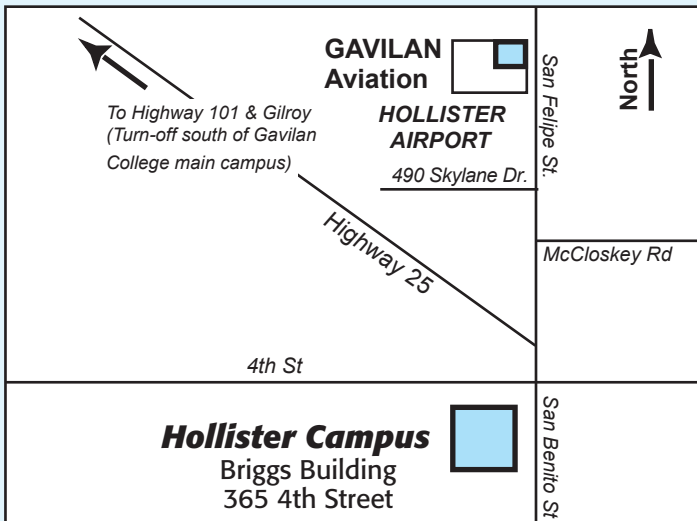 GAVILAN
Aviation
San Felipe St.
North
To Highway 101 & Gilroy
(Turn-off south of Gavilan
College main campus)
HOLLISTER
AIRPORT
490 Skylane Dr.
Highway 25
McCloskey Rd
4th St
San Benito St
Hollister Campus
Briggs Building
365 4th Street